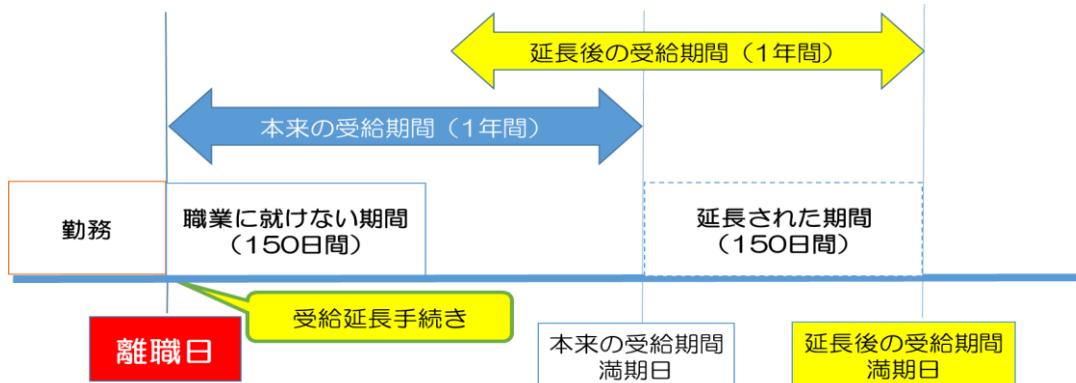 延長後の受給期間（1年間）
本来の受給期間（1年間）
勤務
職業に就けない期間
（150日間）
延長された期間
（150日間）
受給延長手続き
離職日
本来の受給期間
満期日
延長後の受給期間
満期日